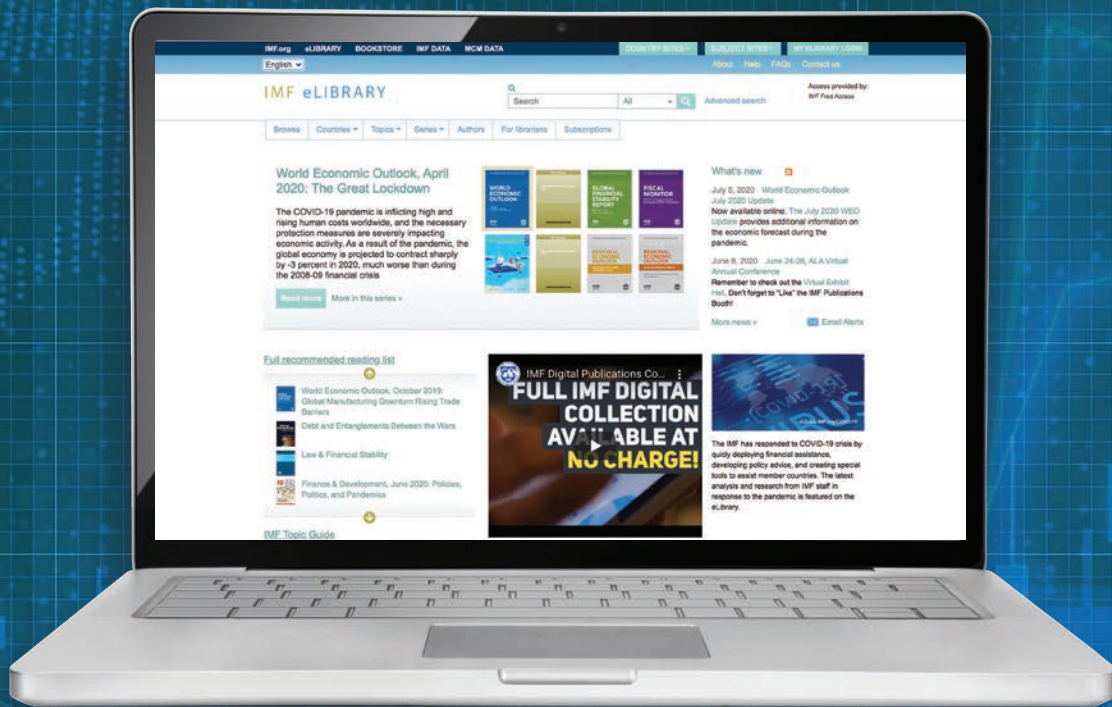 IMF.org eLIBRARY BOOKSTORE IMF DATA MCM DATA COUNTRY SITES SUBJECT SITES MY ELIBRARY LOGIN
English About Help FAQs Contact us
IMF eLIBRARY
Search All Advanced search
Access provided by:
IMF Free Access
Browse Countries Topics Series Authors For librarians Subscriptions
World Economic Outlook, April
2020: The Great Lockdown
The COVID-19 pandemic is inflicting high and
rising human costs worldwide, and the necessary
protection measures are severely impacting
economic activity. As a result of the pandemic, the
global economy is projected to contract sharply
by -3 percent in 2020, much worse than during
the 2008-09 financial crisis
Read more More in this series »
WORLD
ECONOMIC
OUTLOOK
GLOBAL
FINANCIAL
STABILITY
REPORT
FISCAL
MONITOR
REGIONAL
ECONOMIC
OUTLOOK
REGIONAL
ECONOMIC
OUTLOOK
What's new
July 8, 2020 World Economic Outlook
July 2020 Update
Now available online. The July 2020 WEO
Update provides additional information on
the economic forecast during the
pandemic.
June 8, 2020 June 24-26, ALA Virtual
Annual Conference
Remember to check out the Virtual Exhibit
Hall. Don't forget to "Like" the IMF Publications
Booth!
More news » Email Alerts
Full recommended reading list
World Economic Outlook, October 2019:
Global Manufacturing Downturn Rising Trade
Barriers
Debt and Entanglements Between the Wars
Law & Financial Stability
Finance & Development, June 2020: Policies,
Politics, and Pandemics
IMF Topic Guide
IMF Digital Publications Co...
FULL IMF DIGITAL
COLLECTION
AVAILABLE AT
NO CHARGE!
The IMF has responded to COVID-19 crisis by
quicly deploying financial assistance,
developing policy advice, and creating special
tools to assist member countries. The latest
analysis and research from IMF staff in
response to the pandemic is featured on the
eLibrary.